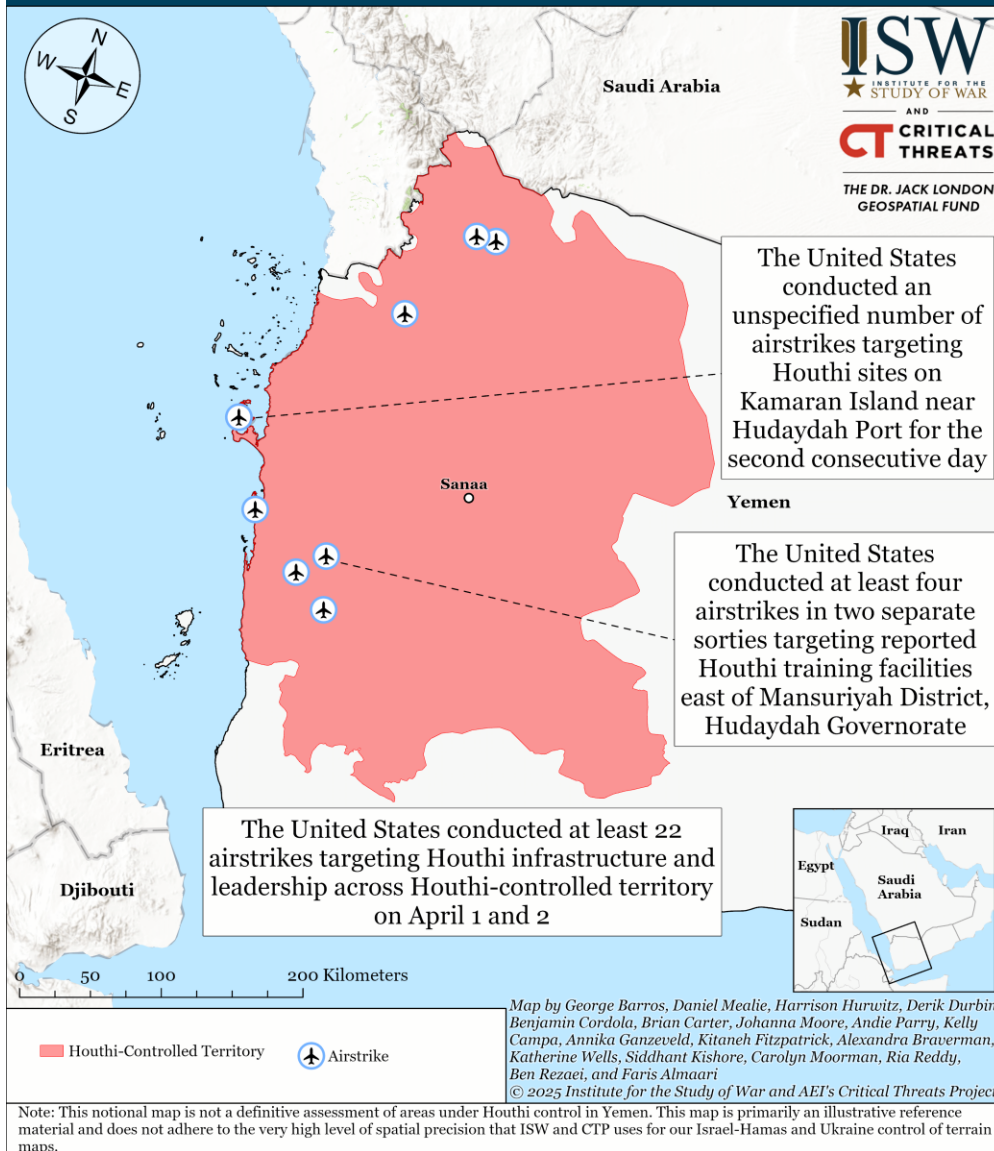 N
W
E
S
Saudi Arabia
ISW
INSTITUTE FOR THE
STUDY OF WAR
AND
CT CRITICAL
THREATS
THE DR. JACK LONDON
GEOSPATIAL FUND
The United States
conducted an
unspecified number of
airstrikes targeting
Houthi sites on
Kamaran Island near
Hudaydah Port for the
second consecutive day
Sanaa
Yemen
The United States
conducted at least four
airstrikes in two separate
sorties targeting reported
Houthi training facilities
east of Mansuriyah District,
Hudaydah Governorate
Eritrea
Djibouti
The United States conducted at least 22
airstrikes targeting Houthi infrastructure and
leadership across Houthi-controlled territory
on April 1 and 2
Iraq
Iran
Egypt
Saudi
Arabia
Sudan
0 50 100 200 Kilometers
Houthi-Controlled Territory
Airstrike
Map by George Barros, Daniel Mealie, Harrison Hurwitz, Derik Durbin
Benjamin Cordola, Brian Carter, Johanna Moore, Andie Parry, Kelly
Campa, Annika Ganzeveld, Kitaneh Fitzpatrick, Alexandra Braverman,
Katherine Wells, Siddhant Kishore, Carolyn Moorman, Ria Reddy,
Ben Rezaei, and Faris Almaari
© 2025 Institute for the Study of War and AEI's Critical Threats Project
Note: This notional map is not a definitive assessment of areas under Houthi control in Yemen. This map is primarily an illustrative reference
material and does not adhere to the very high level of spatial precision that ISW and CTP uses for our Israel-Hamas and Ukraine control of terrain
maps.